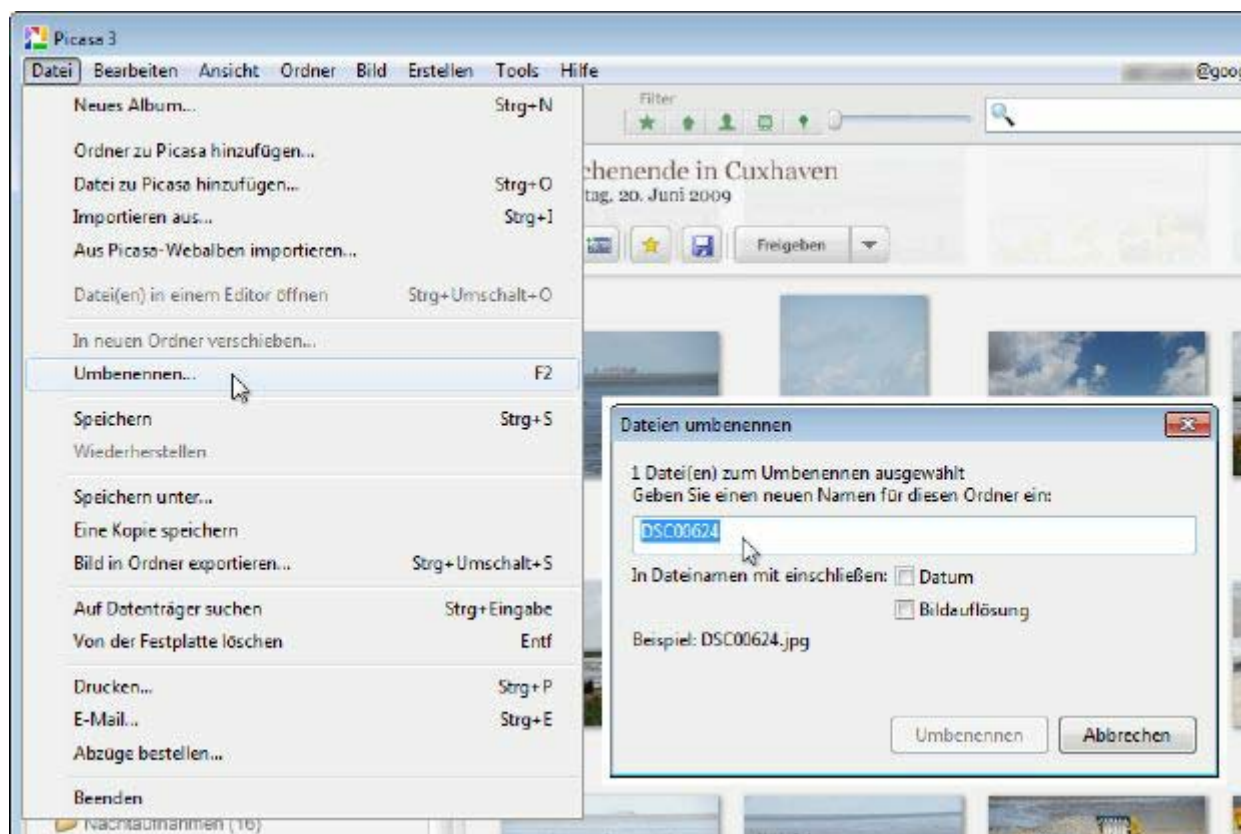 Picasa 3
Datei Bearbeiten Ansicht Ordner Bild Erstellen Tools Hilfe
@goog
Neues Album... Strg+N
Ordner zu Picasa hinzufügen...
Datei zu Picasa hinzufügen... Strg+O
Importieren aus... Strg+I
Aus Picasa-Webalben importieren...
Datei(en) in einem Editor öffnen Strg+Umschalt+O
In neuen Ordner verschieben...
Umbenennen... F2
Speichern Strg+S
Wiederherstellen
Speichern unter...
Eine Kopie speichern
Bild in Ordner exportieren... Strg+Umschalt+S
Auf Datenträger suchen Strg+Eingabe
Von der Festplatte löschen Entf
Drucken... Strg+P
E-Mail... Strg+E
Abzüge bestellen...
Beenden
Nachtaufnahmen (16)
Filter
chenende in Cuxhaven
tag, 20. Juni 2009
Freigeben
Dateien umbenennen
1 Datei(en) zum Umbenennen ausgewählt
Geben Sie einen neuen Namen für diesen Ordner ein:
DSC00624
In Dateinamen mit einschließen: Datum
Bildauflösung
Beispiel: DSC00624.jpg
Umbenennen Abbrechen